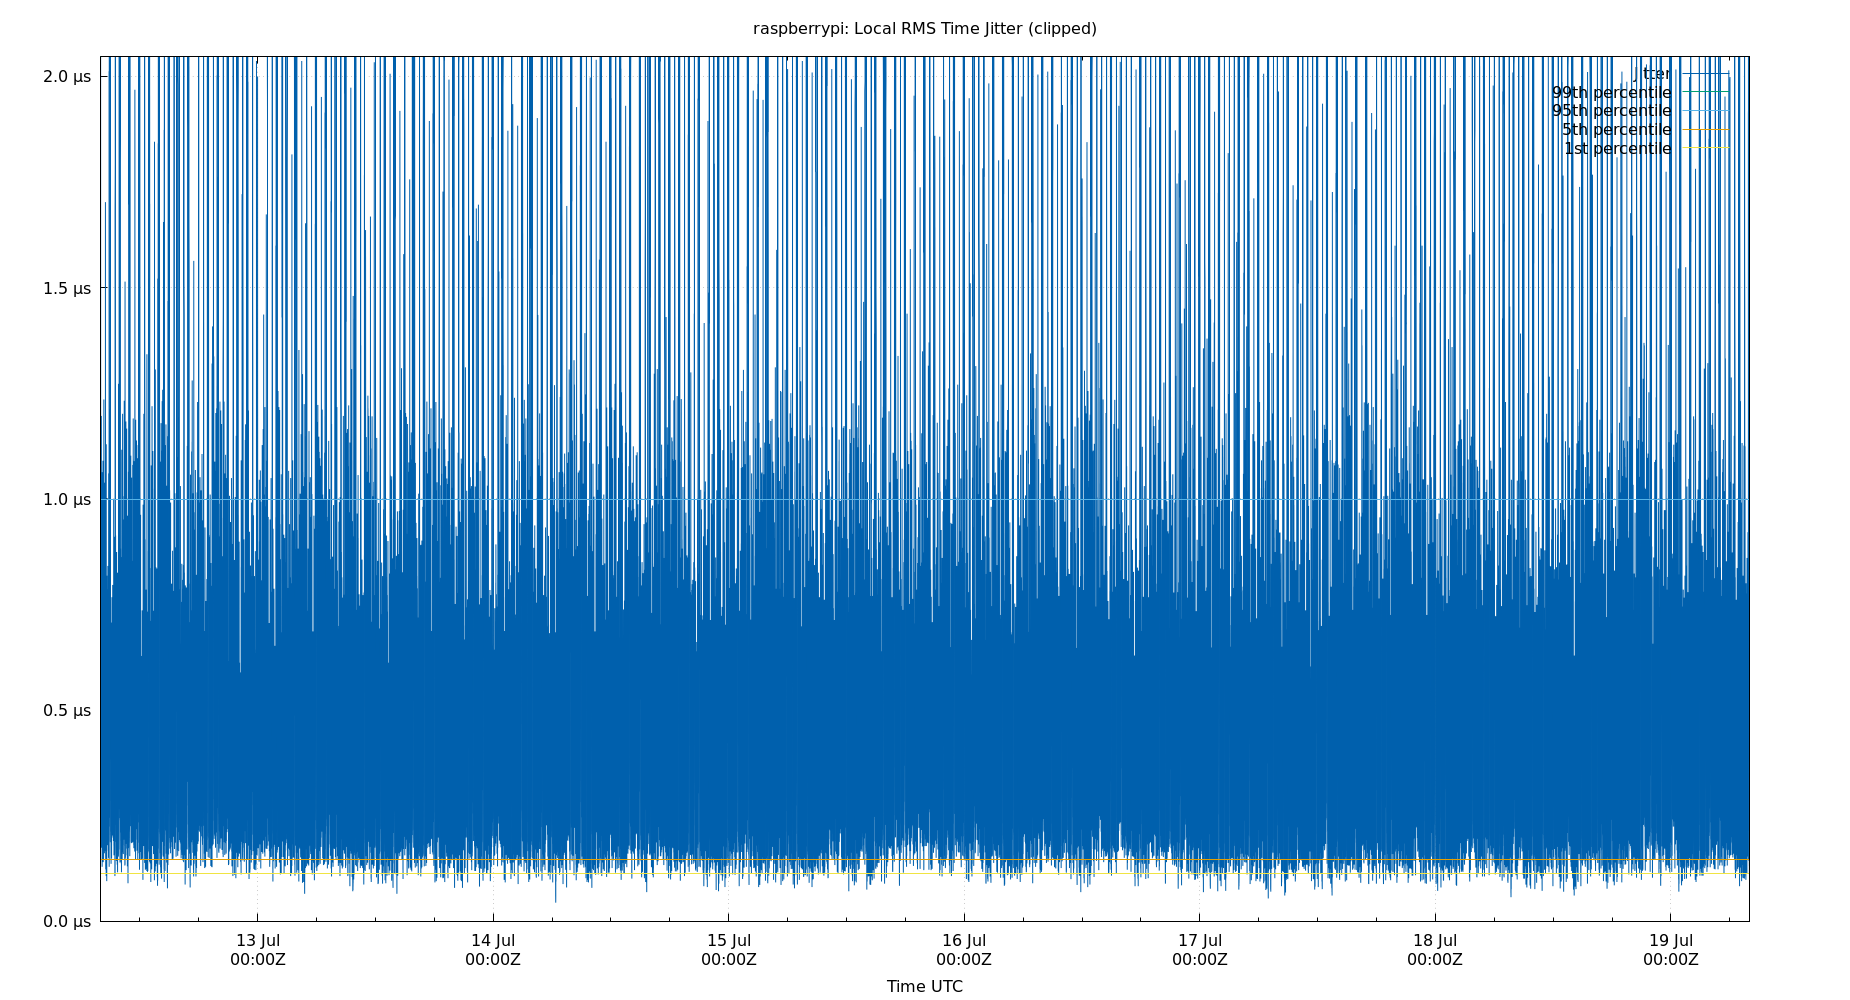 raspberrypi: Local RMS Time Jitter (clipped)
2.0 µs
1.5 µs
1.0 µs
0.5 µs
0.0 µs
jitter
99th percentile
95th percentile
5th percentile
1st percentile
13 Jul
00:00Z
14 Jul
00:00Z
15 Jul
00:00Z
16 Jul
00:00Z
17 Jul
00:00Z
18 Jul
00:00Z
19 Jul
00:00Z
Time UTC